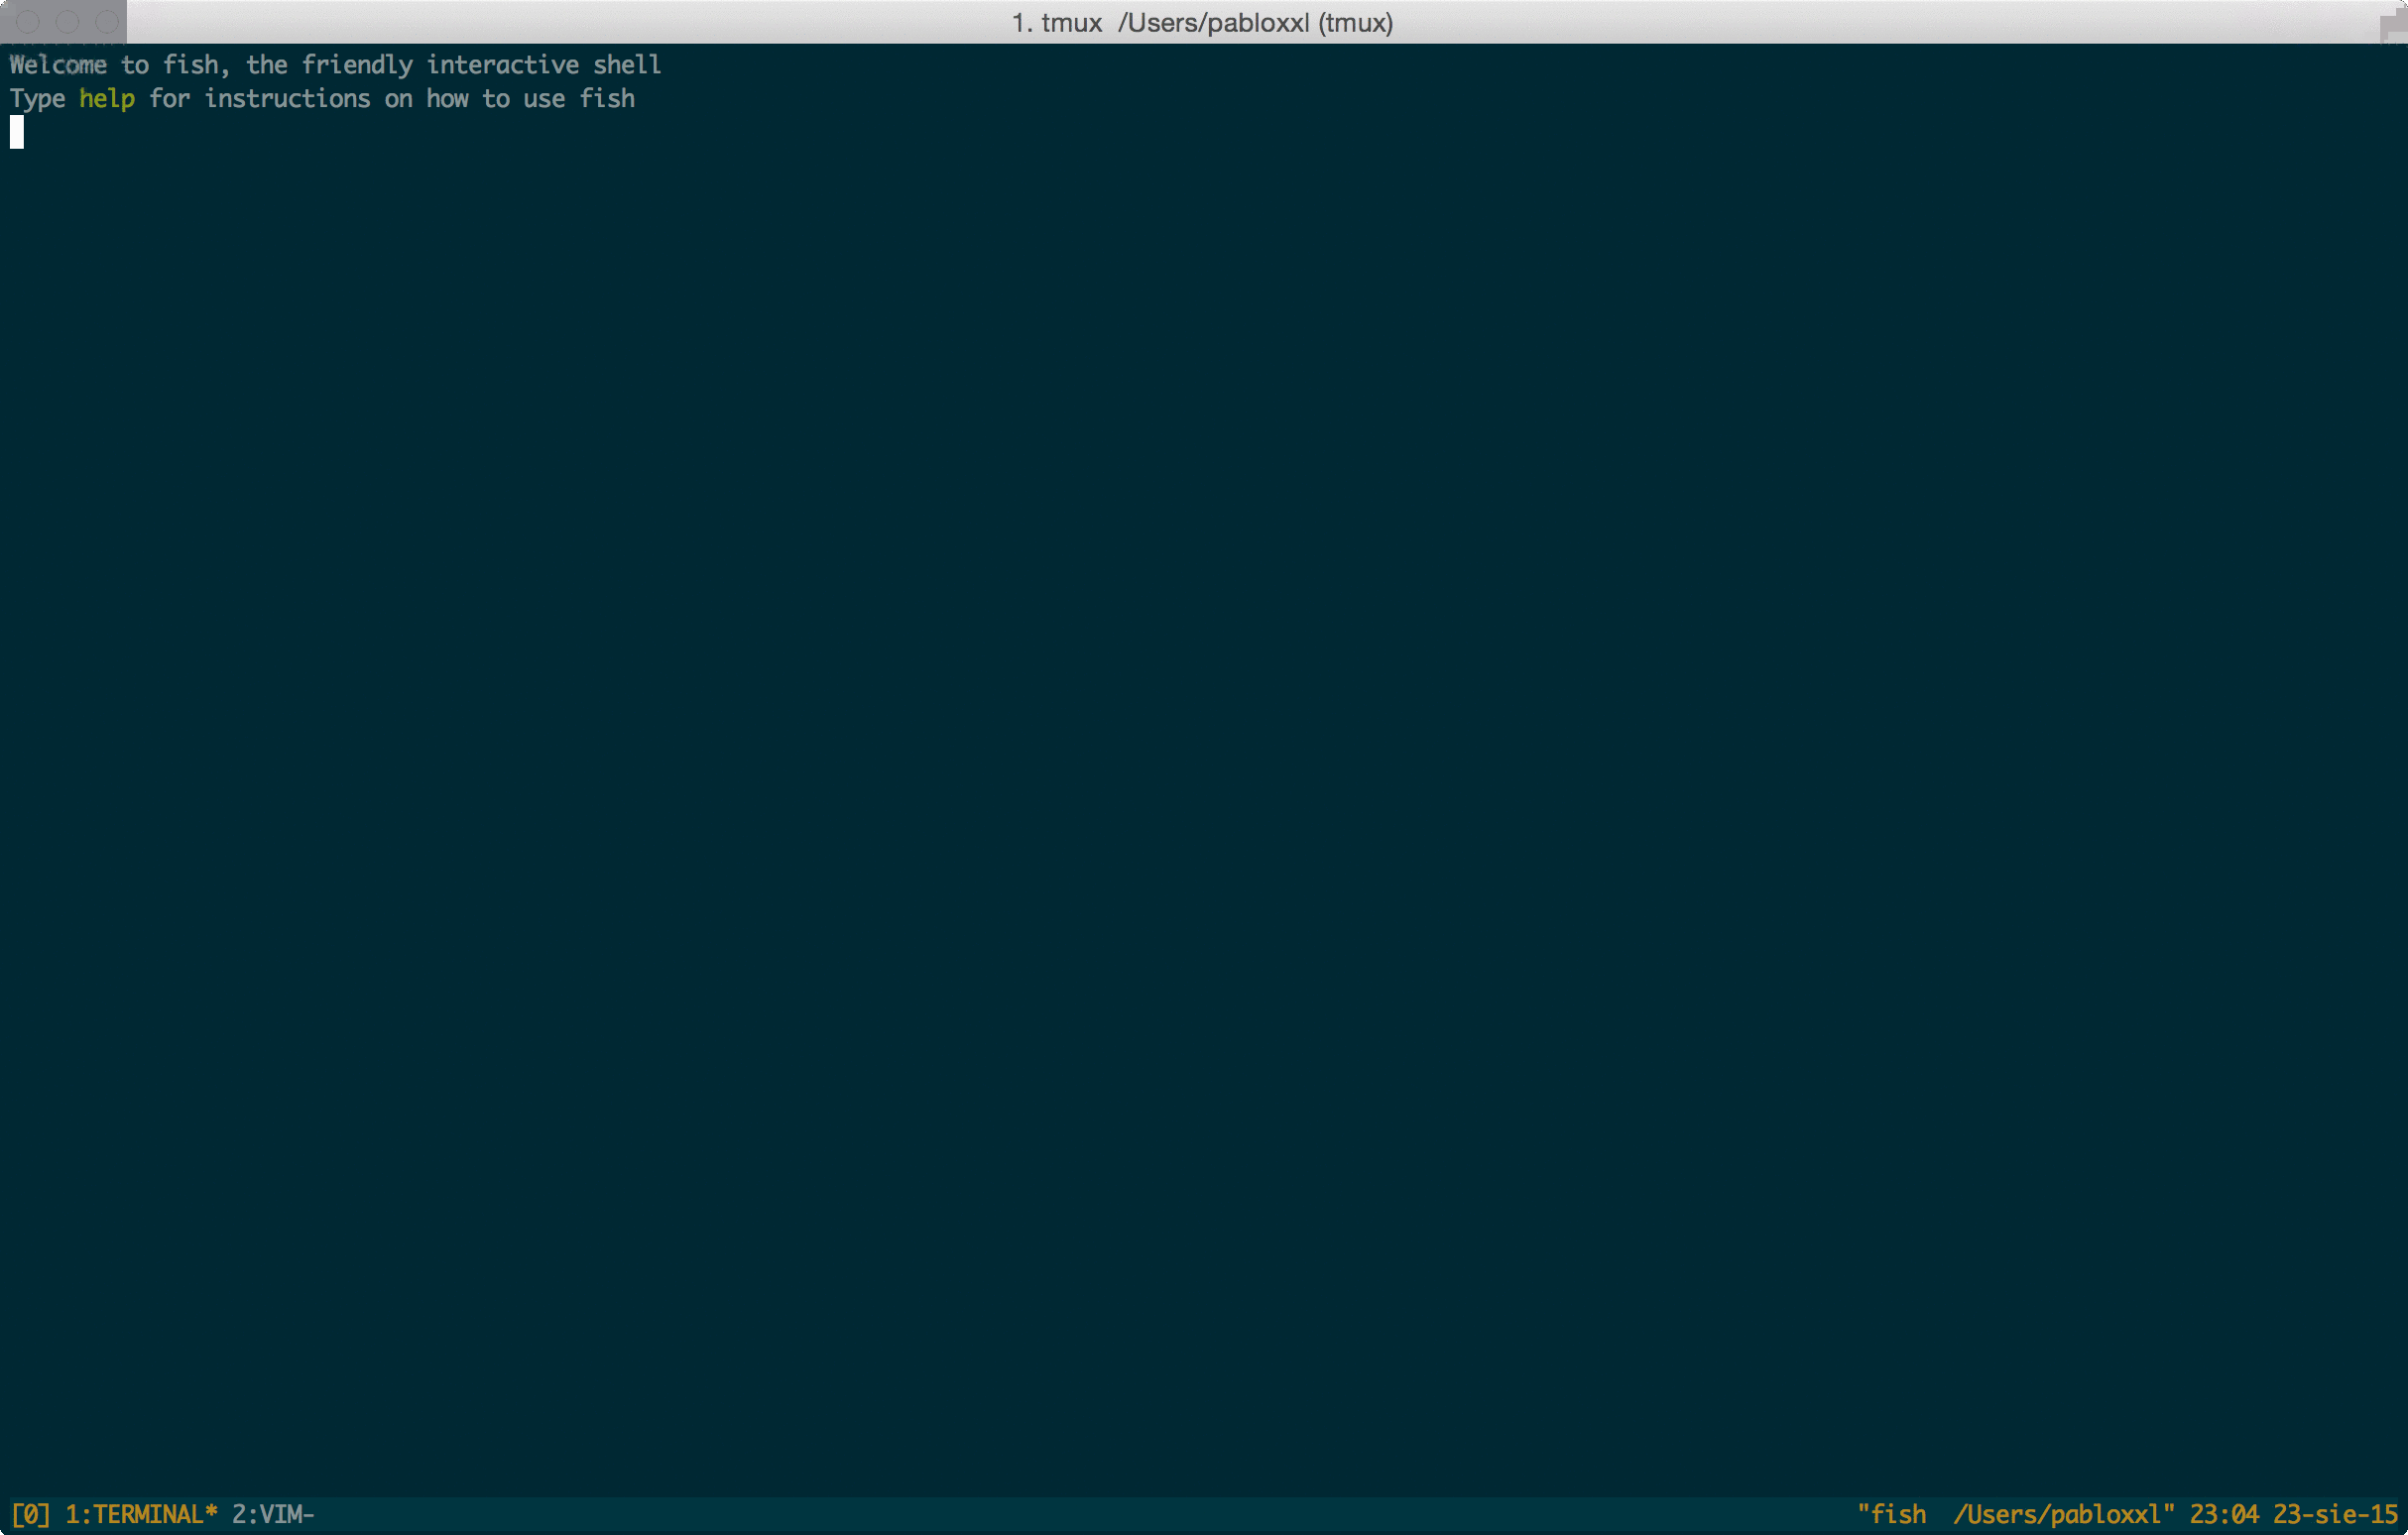 1. tmux  /Users/pabloxxl (tmux)
Welcome to fish, the friendly interactive shell
Type help for instructions on how to use fish
[0] 1:TERMINAL* 2:VIM- "fish  /Users/pabloxxl" 23:04 23-sie-15